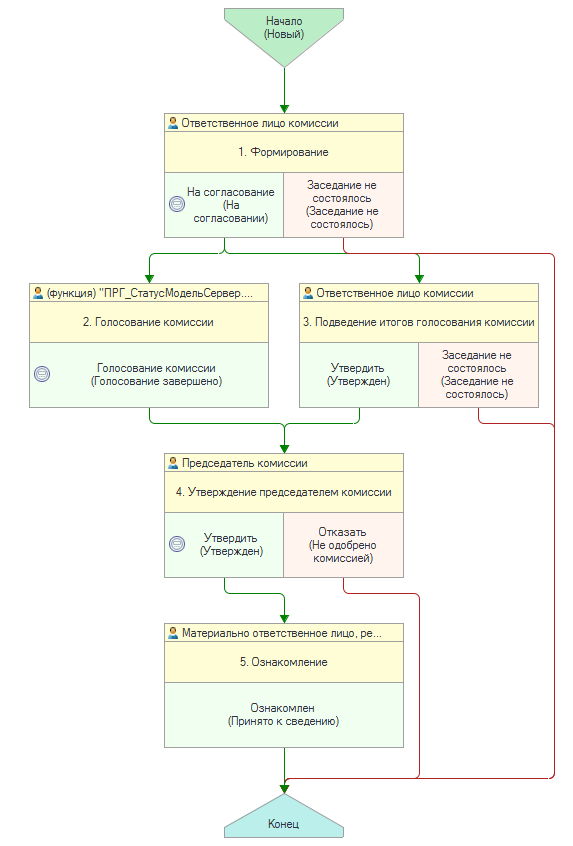 Начало
(Новый)
Ответственное лицо комиссии
1. Формирование
На согласование
(На
согласовании)
Заседание не
состоялось
(Заседание не
состоялось)
(функция) "ПРГ_СтатусМодельСервер....
2. Голосование комиссии
Голосование комиссии
(Голосование завершено)
Ответственное лицо комиссии
3. Подведение итогов голосования комиссии
Утвердить
(Утвержден)
Заседание не
состоялось
(Заседание не
состоялось)
Председатель комиссии
4. Утверждение председателем комиссии
Утвердить
(Утвержден)
Отказать
(Не одобрено
комиссией)
Материально ответственное лицо, ре...
5. Ознакомление
Ознакомлен
(Принято к сведению)
Конец